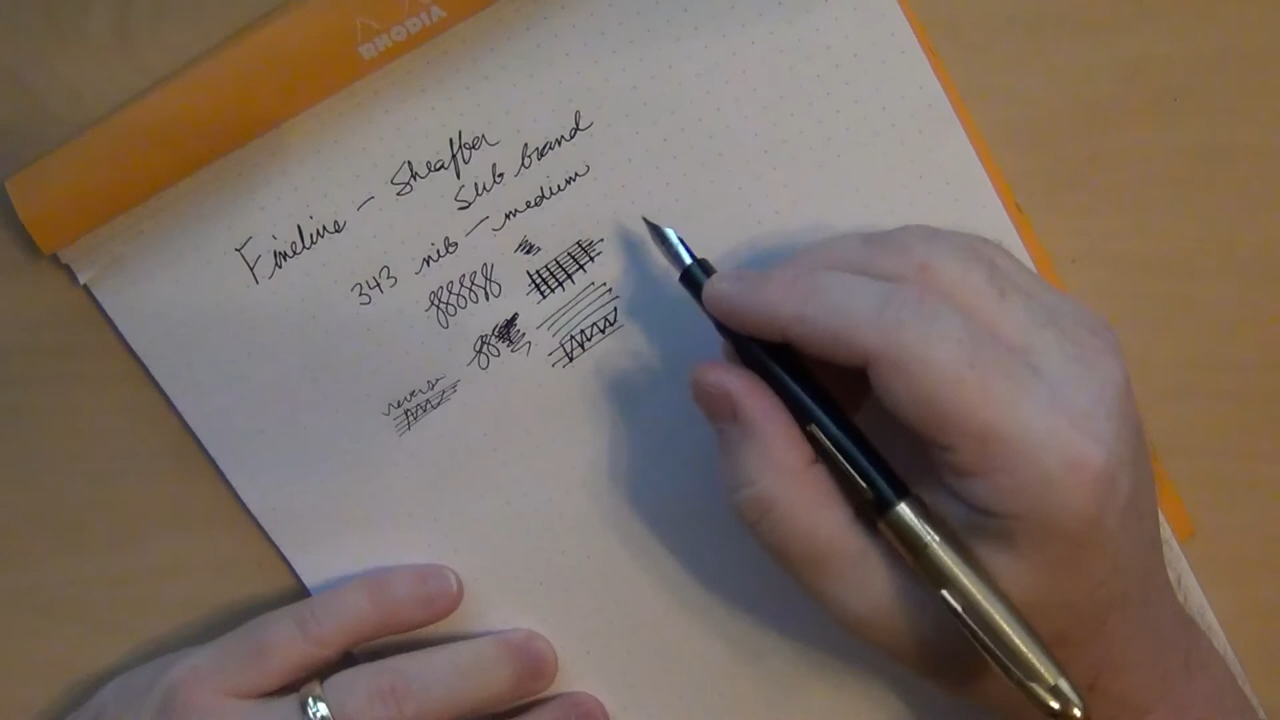 RHODIA
Fineline - Sheaffer
Sub brand
343 nib - medium
reverse